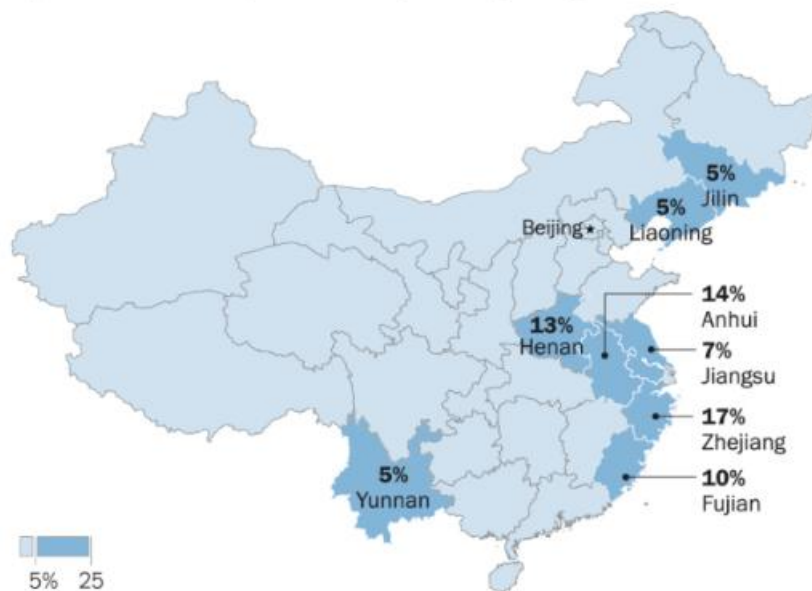 5%
Jilin
5%
Liaoning
Beijing
14%
Anhui
13%
Henan
7%
Jiangsu
17%
Zhejiang
10%
Fujian
5%
Yunnan
5% 25